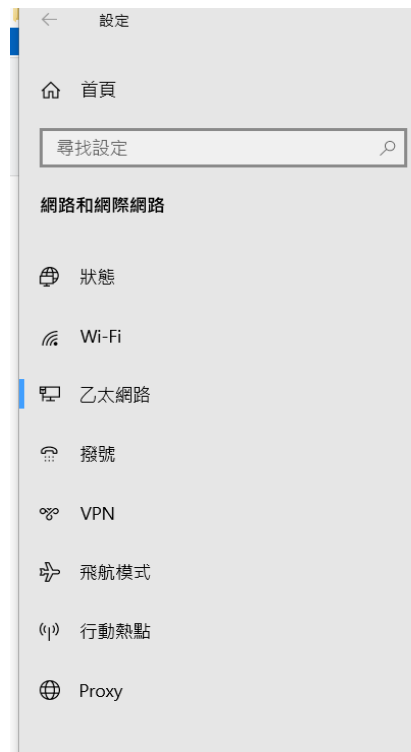 設定
首頁
尋找設定
網路和網際網路
狀態
Wi-Fi
乙太網路
撥號
VPN
飛航模式
行動熱點
Proxy